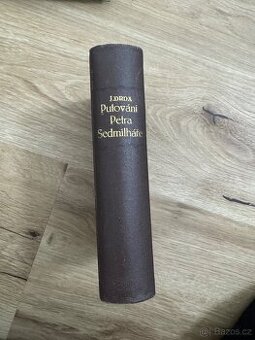 J. DRDA
Putování
Petra
Sedmilháře
Bazos.cz